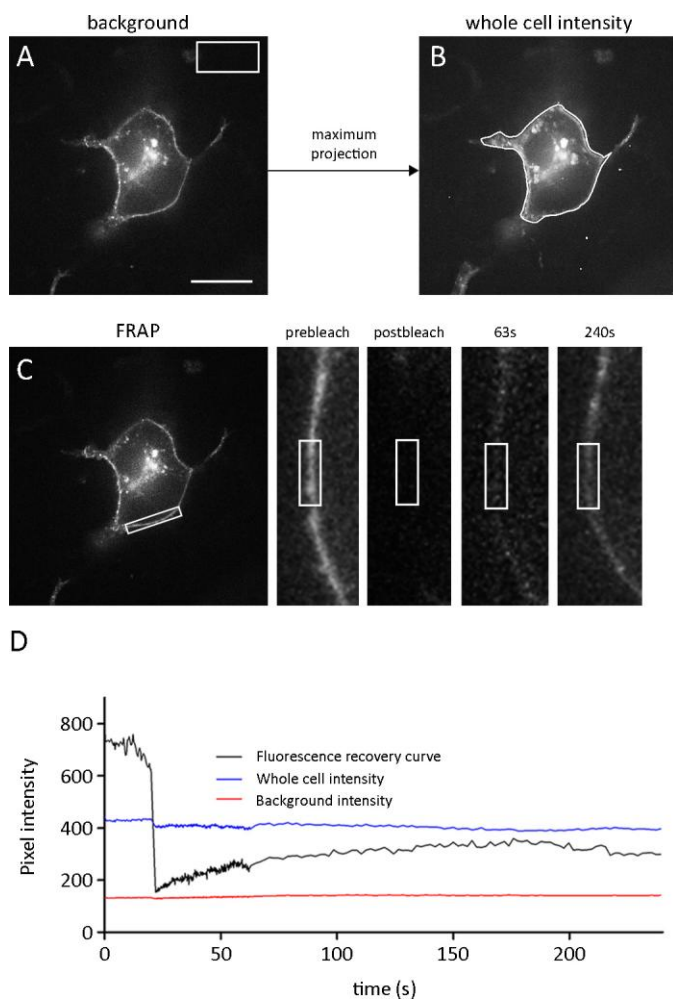 background
whole cell intensity
A
maximum
projection
B
FRAP
prebleach
postbleach
63s
240s
C
D
800
600
400
200
0
Pixel intensity
Fluorescence recovery curve
Whole cell intensity
Background intensity
0
50
100
150
200
time (s)